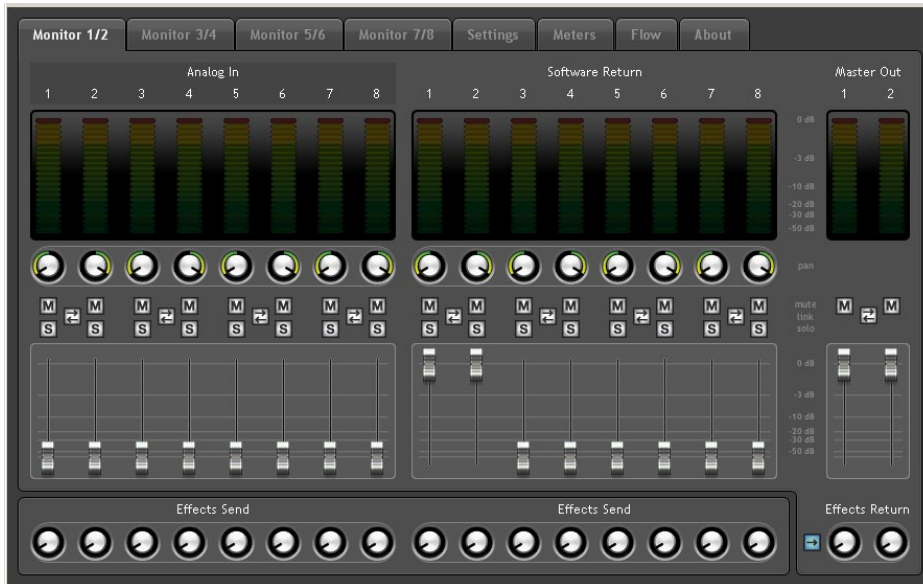 Monitor 1/2 Monitor 3/4 Monitor 5/6 Monitor 7/8 Settings Meters Flow About
Analog In Software Return Master Out
1 2 3 4 5 6 7 8 1 2 3 4 5 6 7 8 1 2
0 dB
-3 dB
-10 dB
-20 dB
-30 dB
-50 dB
pan
M M M M M M M M M M M M M M M M mute M M
link
S S S S S S S S S S S S S S S S solo
0 dB
-3 dB
-10 dB
-20 dB
-30 dB
-50 dB
Effects Send Effects Send Effects Return